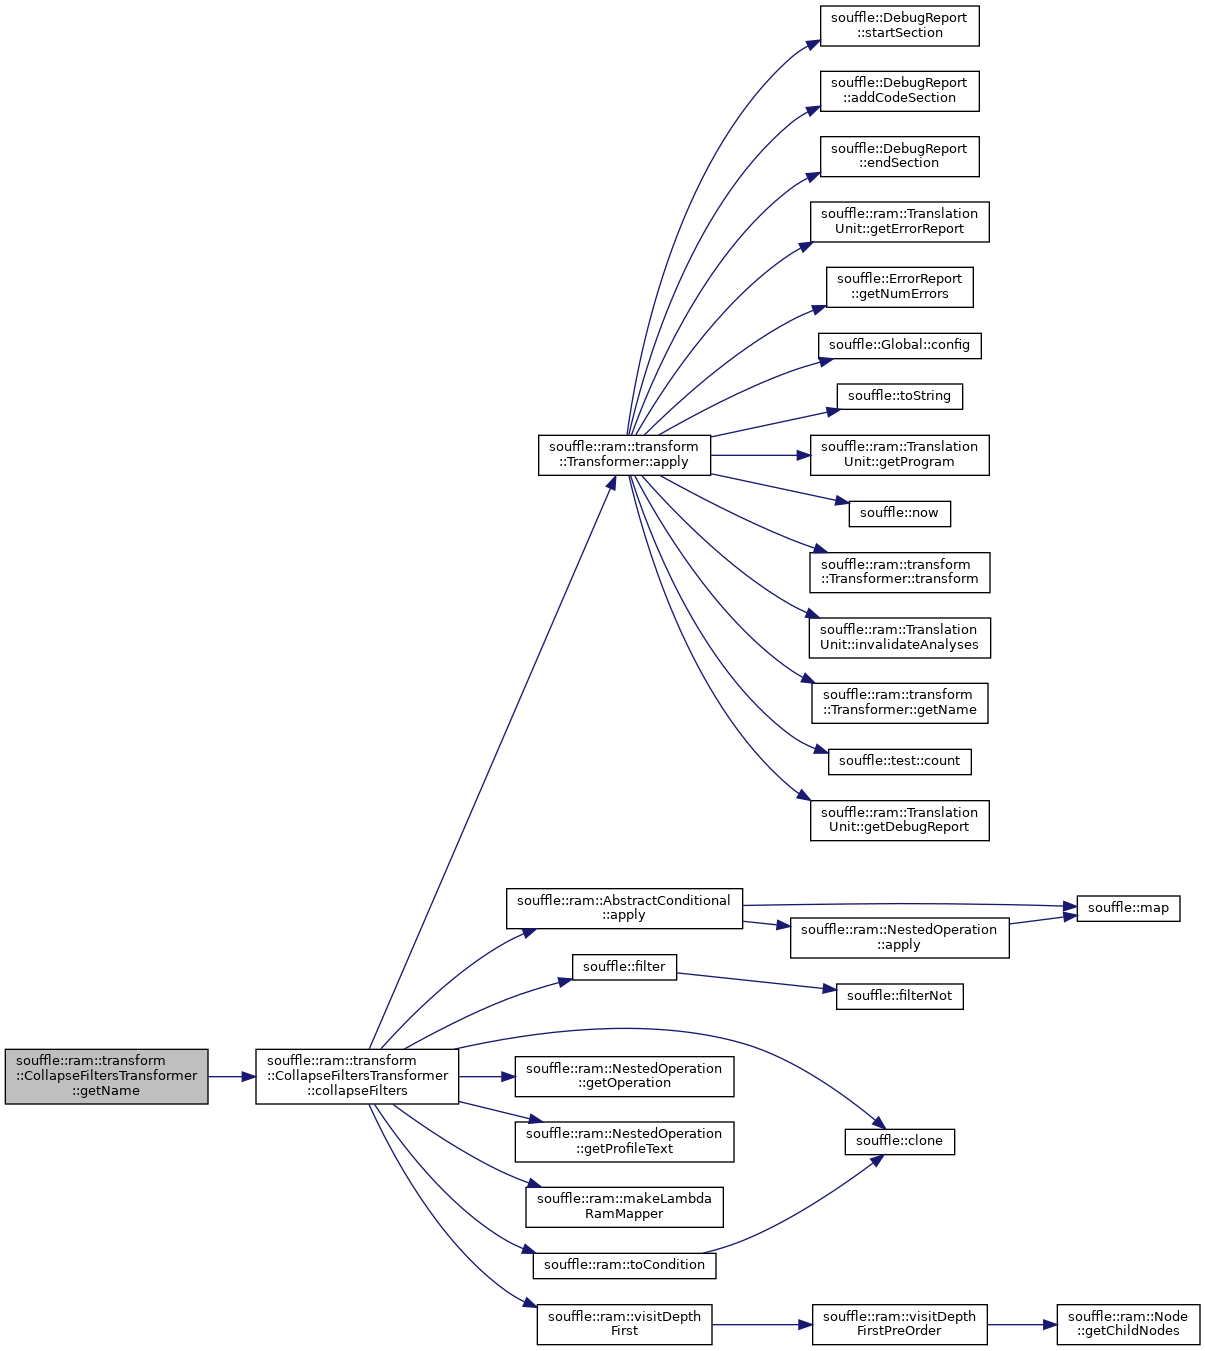 souffle::DebugReport
::startSection
souffle::DebugReport
::addCodeSection
souffle::DebugReport
::endSection
souffle::ram::Translation
Unit::getErrorReport
souffle::ErrorReport
::getNumErrors
souffle::Global::config
souffle::toString
souffle::ram::transform
::Transformer::apply
souffle::ram::Translation
Unit::getProgram
souffle::now
souffle::ram::transform
::Transformer::transform
souffle::ram::Translation
Unit::invalidateAnalyses
souffle::ram::transform
::Transformer::getName
souffle::test::count
souffle::ram::Translation
Unit::getDebugReport
souffle::ram::AbstractConditional
::apply
souffle::map
souffle::ram::NestedOperation
::apply
souffle::filter
souffle::filterNot
souffle::ram::transform
::CollapseFiltersTransformer
::getName
souffle::ram::transform
::CollapseFiltersTransformer
::collapseFilters
souffle::ram::NestedOperation
::getOperation
souffle::ram::NestedOperation
::getProfileText
souffle::clone
souffle::ram::makeLambda
RamMapper
souffle::ram::toCondition
souffle::ram::visitDepth
First
souffle::ram::visitDepth
FirstPreOrder
souffle::ram::Node
::getChildNodes